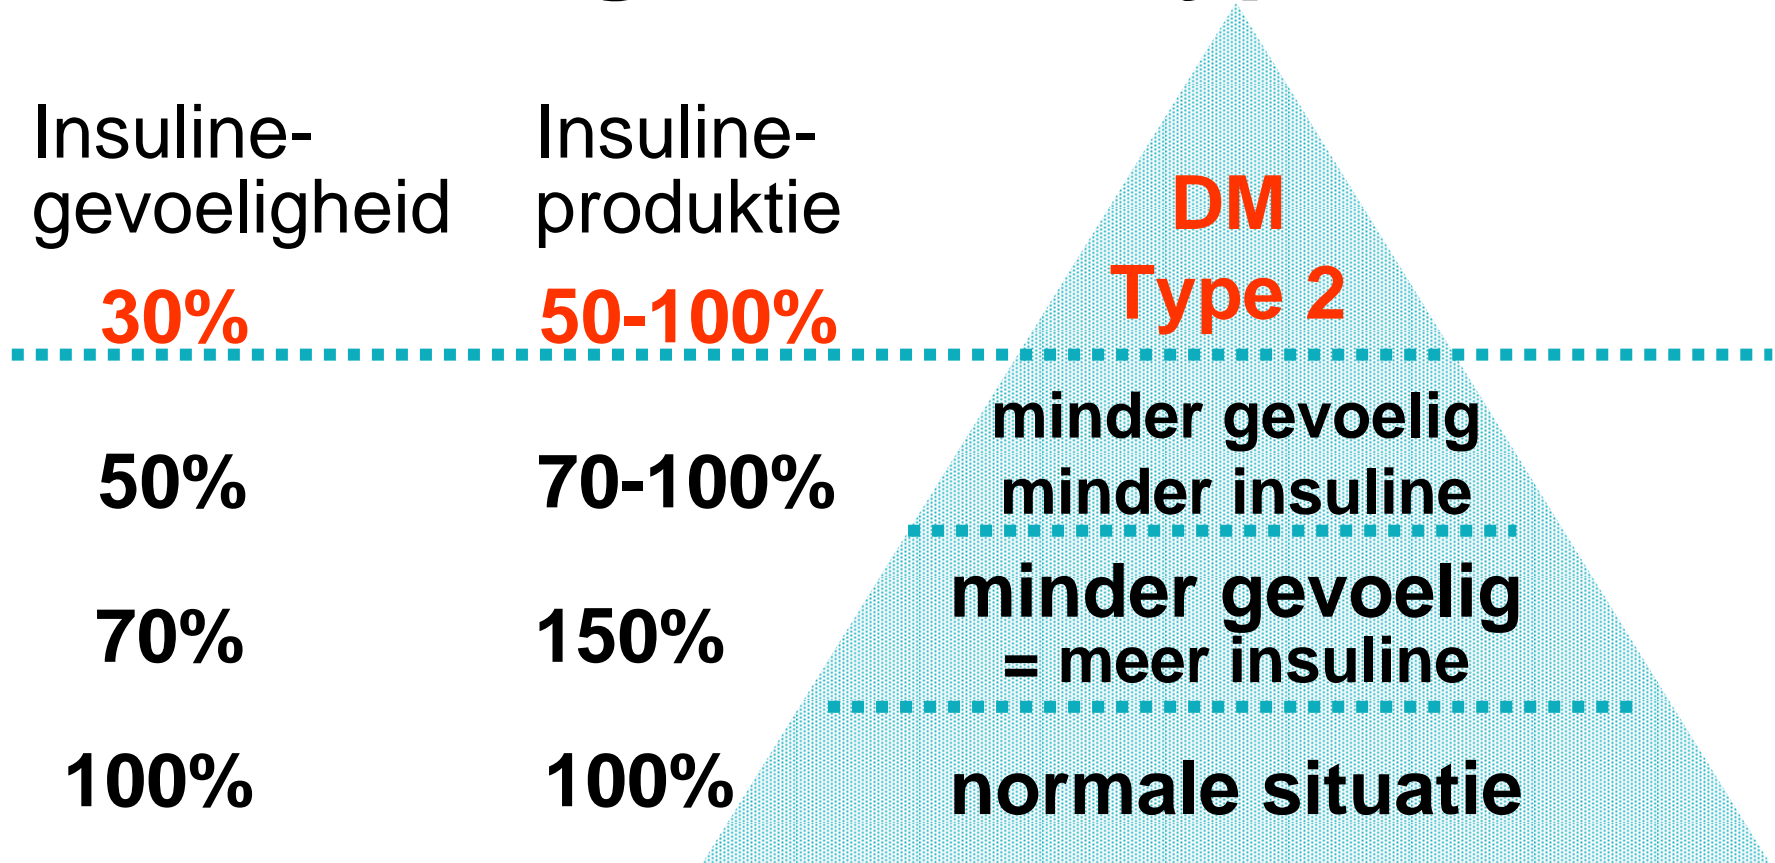 Insuline-
gevoeligheid
Insuline-
produktie
DM
Type 2
30%
50-100%
minder gevoelig
minder insuline
50%
70-100%
minder gevoelig
= meer insuline
70%
150%
100%
100%
normale situatie